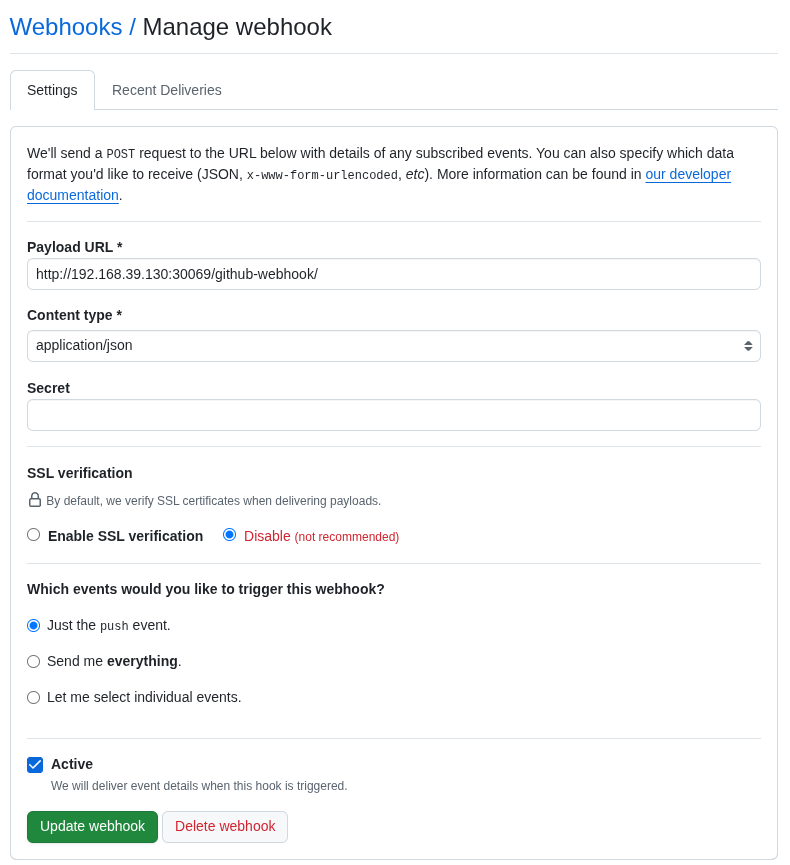 Webhooks / Manage webhook
Settings
Recent Deliveries
We'll send a POST request to the URL below with details of any subscribed events. You can also specify which data
format you'd like to receive (JSON, x-www-form-urlencoded, etc). More information can be found in our developer
documentation.
Payload URL *
http://192.168.39.130:30069/github-webhook/
Content type *
application/json
Secret
SSL verification
By default, we verify SSL certificates when delivering payloads.
Enable SSL verification
Disable (not recommended)
Which events would you like to trigger this webhook?
Just the push event.
Send me everything.
Let me select individual events.
Active
We will deliver event details when this hook is triggered.
Update webhook
Delete webhook